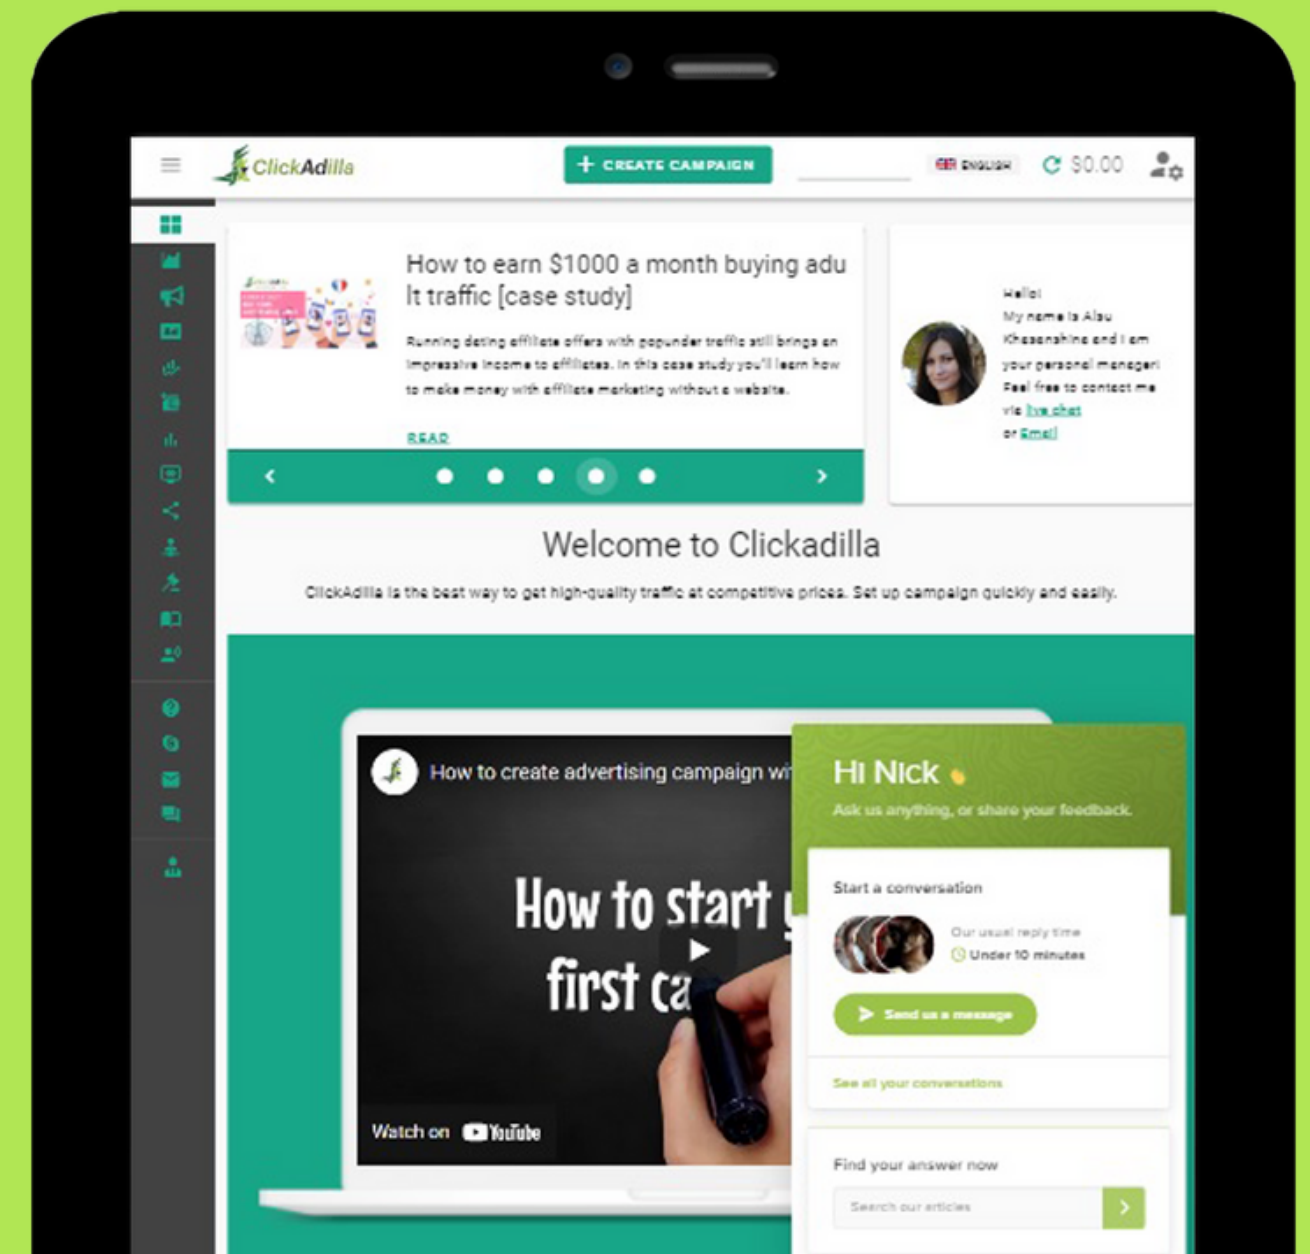 ClickAdilla
+ CREATE CAMPAIGN
ENGLISH
$0.00
How to earn $1000 a month buying adu
lt traffic [case study]
Running dating affiliate offers with popunder traffic still brings an
impressive income to affiliates. In this case study you'll learn how
to make money with affiliate marketing without a website.
READ
Hello!
My name is Alsu
Khasanshina and I am
your personal manager!
Feel free to contact me
via live chat
or Email
Welcome to Clickadilla
ClickAdilla is the best way to get high-quality traffic at competitive prices. Set up campaign quickly and easily.
How to create advertising campaign wi
How to start
first ca
Watch on YouTube
Hi Nick
Ask us anything, or share your feedback.
Start a conversation
Our usual reply time
Under 10 minutes
Send us a message
See all your conversations
Find your answer now
Search our articles